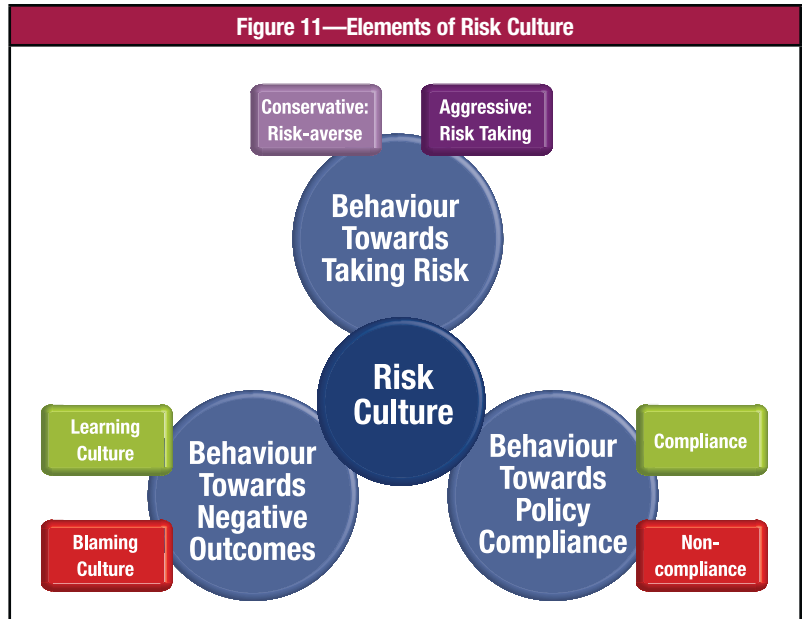 Figure 11—Elements of Risk Culture
Conservative:
Risk-averse
Aggressive:
Risk Taking
Behaviour
Towards
Taking Risk
Risk
Culture
Learning
Culture
Blaming
Culture
Behaviour
Towards
Negative
Outcomes
Behaviour
Towards
Policy
Compliance
Compliance
Non-
compliance